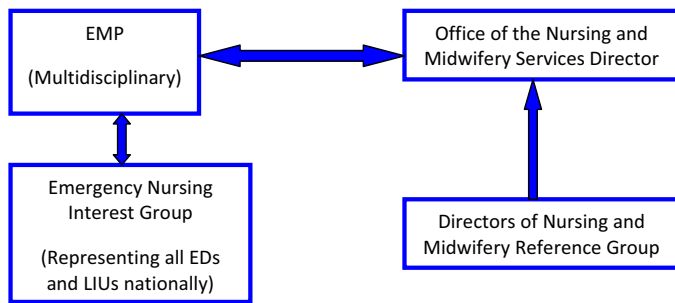 EMP
(Multidisciplinary)
Office of the Nursing and
Midwifery Services Director
Emergency Nursing
Interest Group
(Representing all EDs
and LIUs nationally)
Directors of Nursing and
Midwifery Reference Group